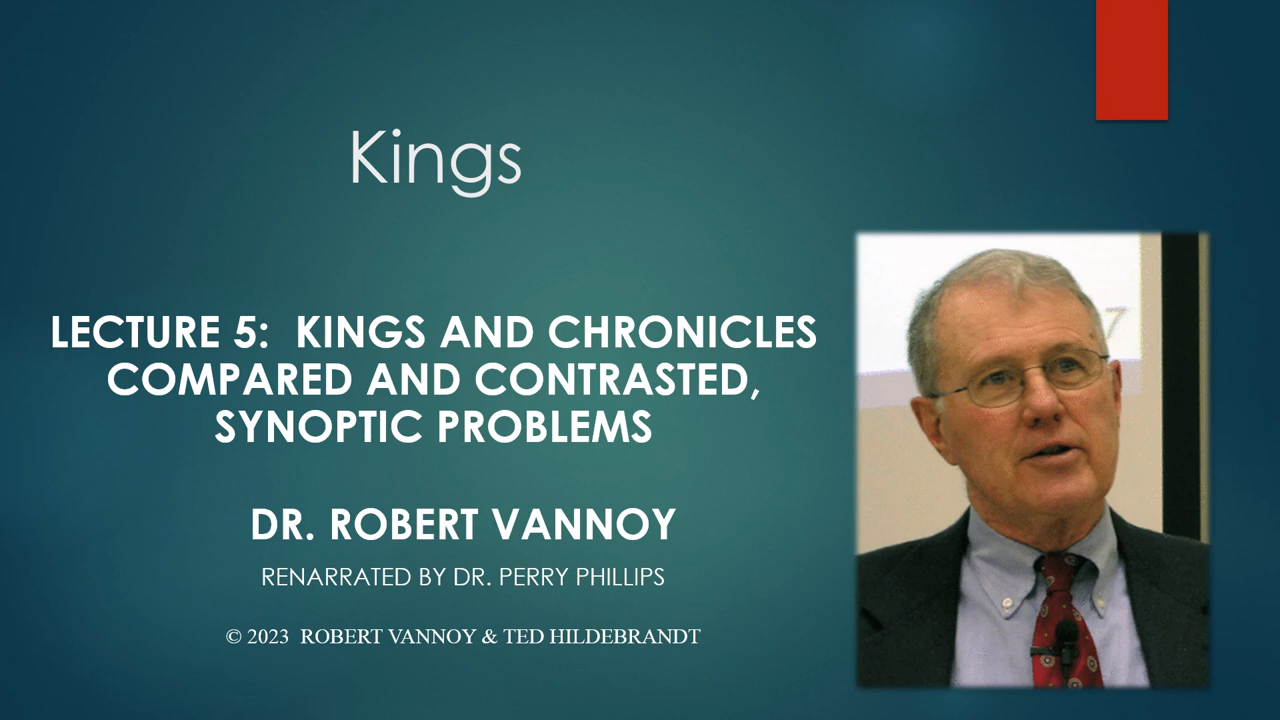 Kings
LECTURE 5: KINGS AND CHRONICLES
COMPARED AND CONTRASTED,
SYNOPTIC PROBLEMS
DR. ROBERT VANNOY
RENARRATED BY DR. PERRY PHILLIPS
© 2023 ROBERT VANNOY & TED HILDEBRANDT
7